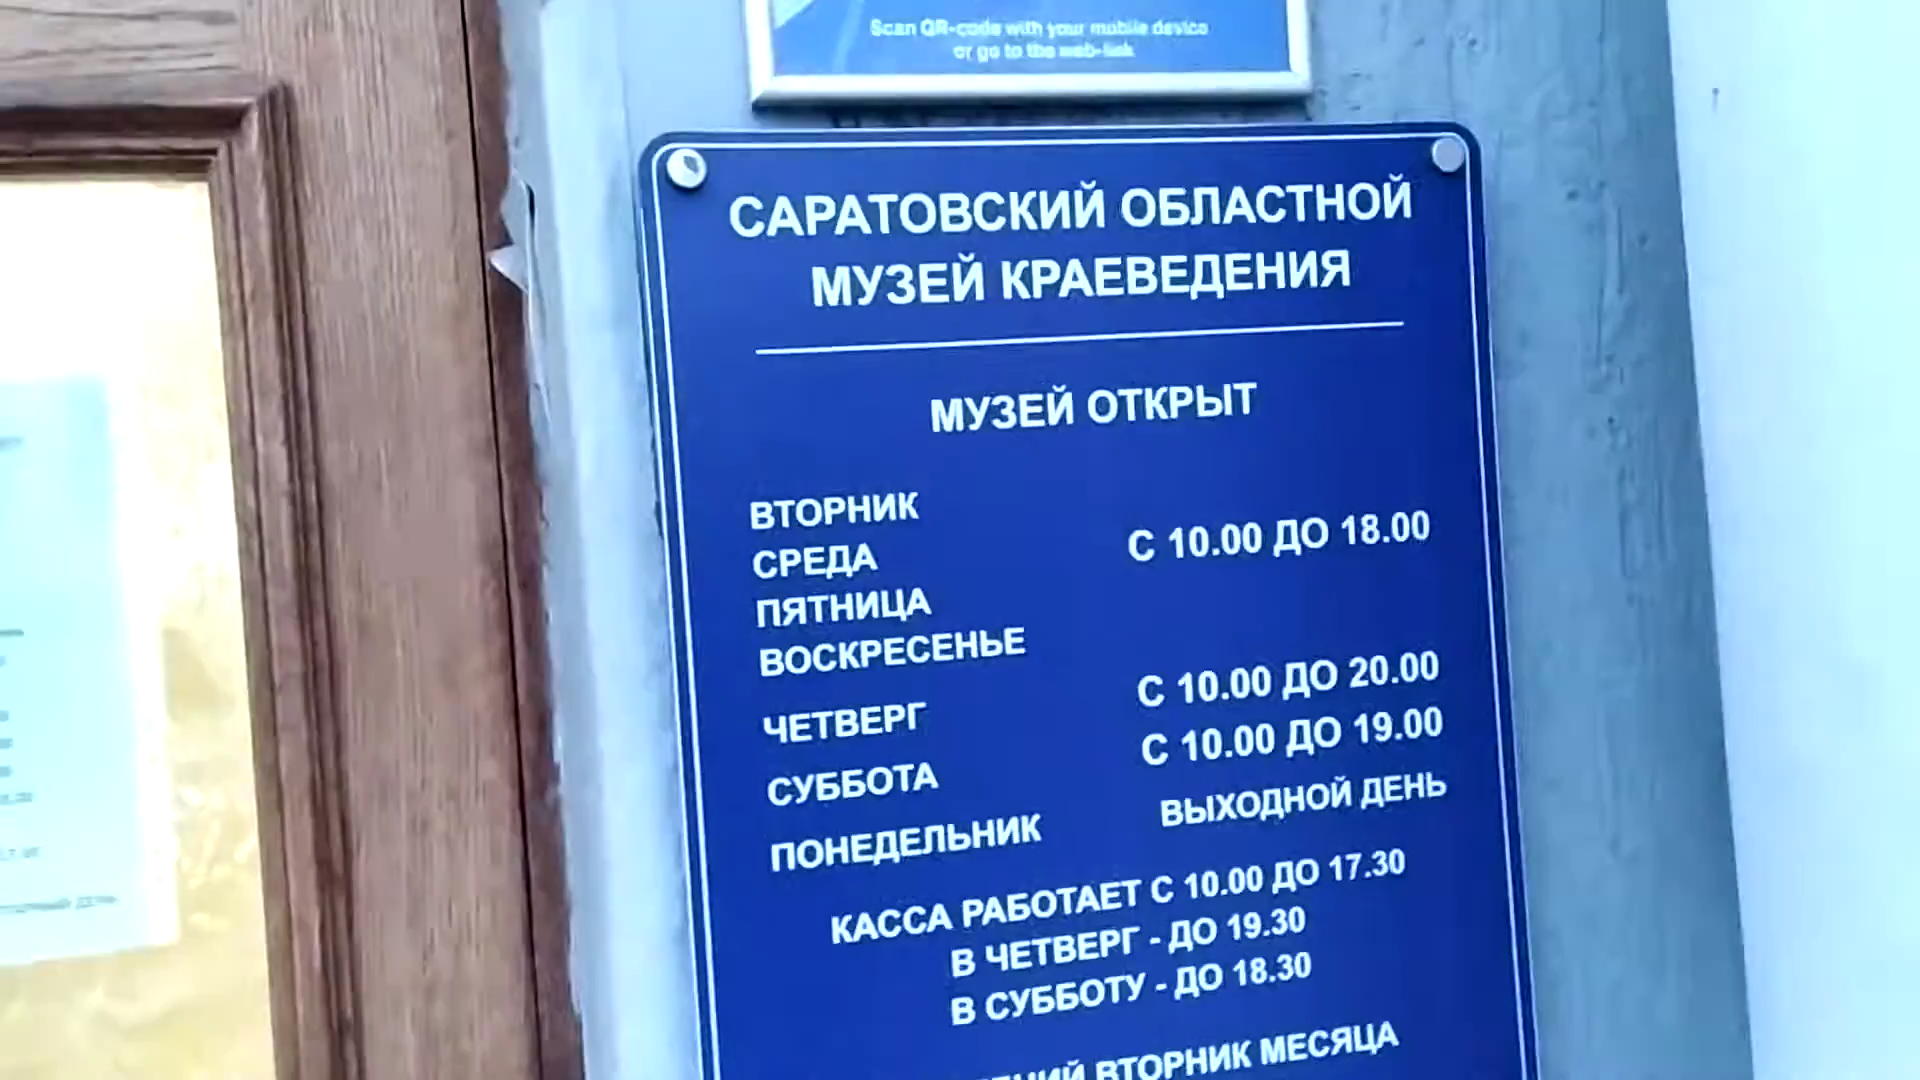 Scan QR-code with your mobile device
or go to the web-link
САРАТОВСКИЙ ОБЛАСТНОЙ
МУЗЕЙ КРАЕВЕДЕНИЯ
МУЗЕЙ ОТКРЫТ
ВТОРНИК
СРЕДА
ПЯТНИЦА
ВОСКРЕСЕНЬЕ
С 10.00 ДО 18.00
ЧЕТВЕРГ С 10.00 ДО 20.00
СУББОТА С 10.00 ДО 19.00
ПОНЕДЕЛЬНИК ВЫХОДНОЙ ДЕНЬ
КАССА РАБОТАЕТ С 10.00 ДО 17.30
В ЧЕТВЕРГ - ДО 19.30
В СУББОТУ - ДО 18.30
ВТОРНИК МЕСЯЦА